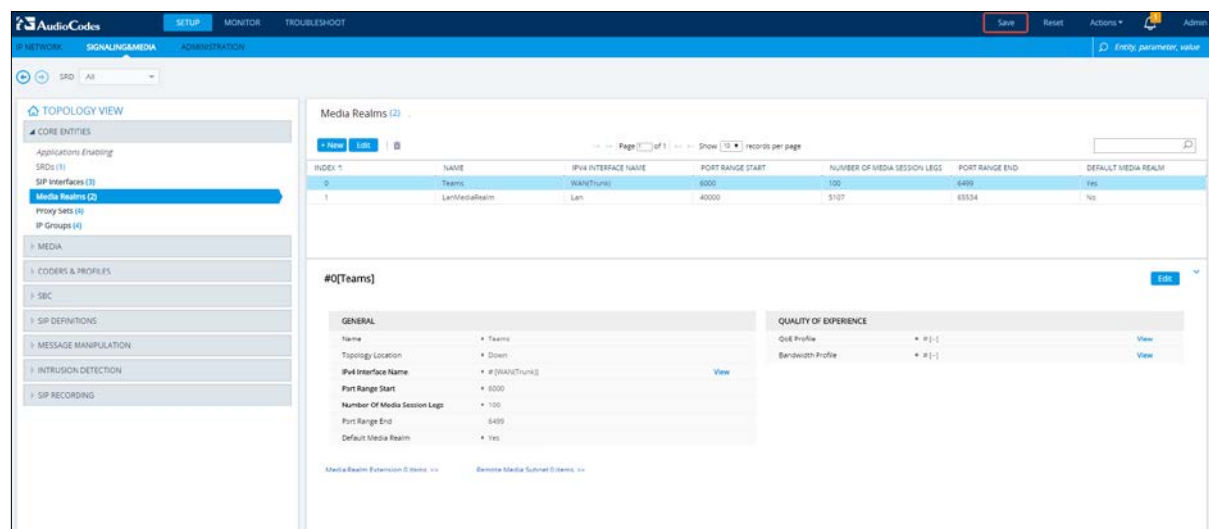 AudioCodes SETUP MONITOR TROUBLESHOOT Save Reset Actions Admin
IP NETWORK SIGNALING&MEDIA ADMINISTRATION Entity, parameter, value
SRD All
TOPOLOGY VIEW
CORE ENTITIES
Applications Enabling
SRDs (1)
SIP Interfaces (3)
Media Realms (2)
Proxy Sets (4)
IP Groups (4)
MEDIA
CODERS & PROFILES
SBC
SIP DEFINITIONS
MESSAGE MANIPULATION
INTRUSION DETECTION
SIP RECORDING
Media Realms (2)
+ New Edit Page 1 of 1 Show 10 records per page
INDEX NAME IPV4 INTERFACE NAME PORT RANGE START NUMBER OF MEDIA SESSION LEGS PORT RANGE END DEFAULT MEDIA REALM
0 Teams WAN(Trunk) 6000 100 6499 Yes
1 LanMediaRealm Lan 40000 5107 65534 No
#0[Teams] Edit
GENERAL
Name • Teams
Topology Location • Down
IPv4 Interface Name • # [WAN(Trunk)] View
Port Range Start • 6000
Number Of Media Session Legs • 100
Port Range End 6499
Default Media Realm • Yes
QUALITY OF EXPERIENCE
QoE Profile • # [--] View
Bandwidth Profile • # [--] View
Media Realm Extension 0 items >> Remote Media Subnet 0 items >>